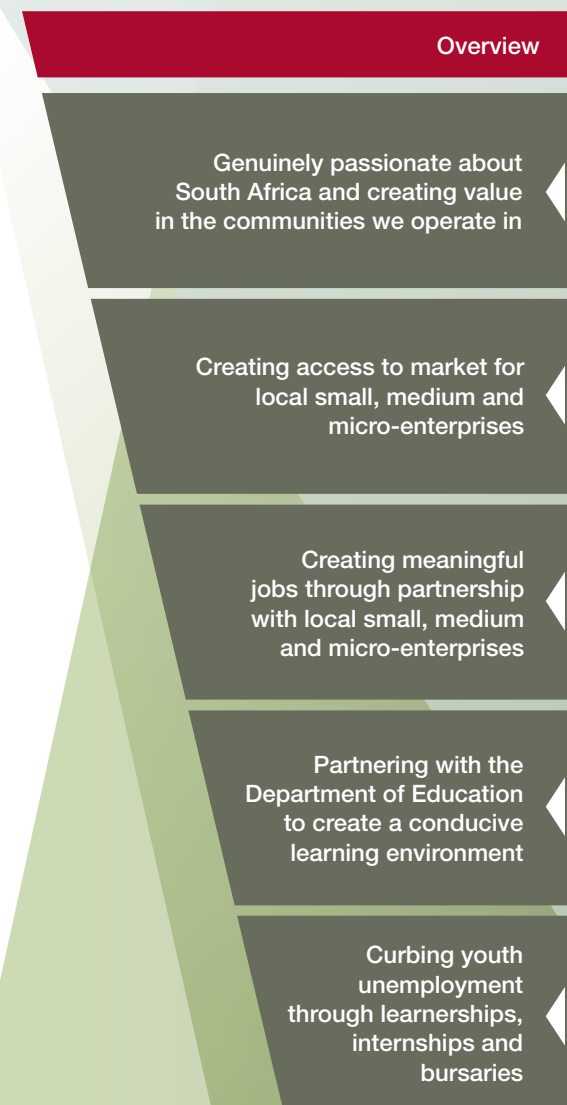 Overview
Genuinely passionate about
South Africa and creating value
in the communities we operate in
Creating access to market for
local small, medium and
micro-enterprises
Creating meaningful
jobs through partnership
with local small, medium
and micro-enterprises
Partnering with the
Department of Education
to create a conducive
learning environment
Curbing youth
unemployment
through learnerships,
internships and
bursaries